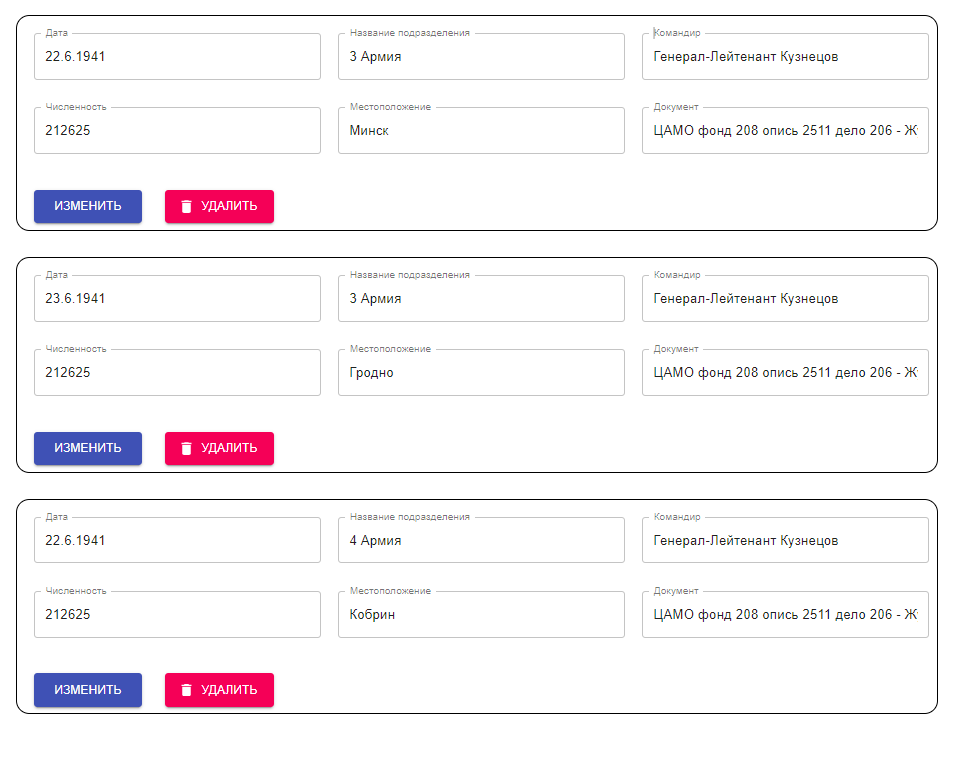 Дата Название подразделения Командир
22.6.1941 3 Армия Генерал-Лейтенант Кузнецов
Численность Местоположение Документ
212625 Минск ЦАМО фонд 208 опись 2511 дело 206 -
ИЗМЕНИТЬ УДАЛИТЬ
Дата Название подразделения Командир
23.6.1941 3 Армия Генерал-Лейтенант Кузнецов
Численность Местоположение Документ
212625 Гродно ЦАМО фонд 208 опись 2511 дело 206 -
ИЗМЕНИТЬ УДАЛИТЬ
Дата Название подразделения Командир
22.6.1941 4 Армия Генерал-Лейтенант Кузнецов
Численность Местоположение Документ
212625 Кобрин ЦАМО фонд 208 опись 2511 дело 206 -
ИЗМЕНИТЬ УДАЛИТЬ